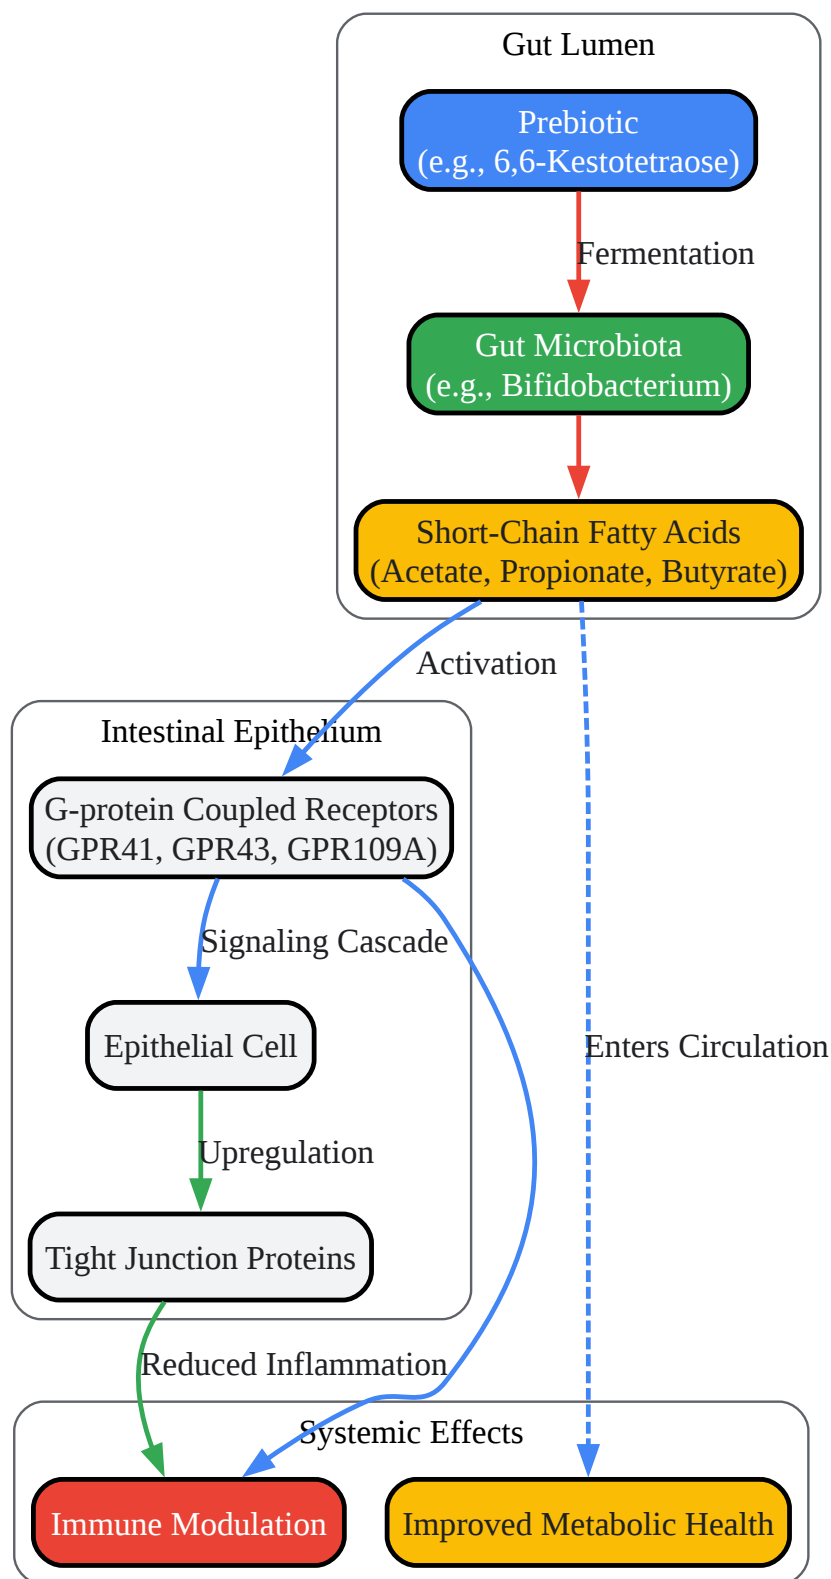 Gut Lumen
Prebiotic
(e.g., 6,6-Kestotetraose)
Fermentation
Gut Microbiota
(e.g., Bifidobacterium)
Short-Chain Fatty Acids
(Acetate, Propionate, Butyrate)
Activation
Intestinal Epithelium
G-protein Coupled Receptors
(GPR41, GPR43, GPR109A)
Signaling Cascade
Epithelial Cell
Enters Circulation
Upregulation
Tight Junction Proteins
Reduced Inflammation
Systemic Effects
Immune Modulation
Improved Metabolic Health